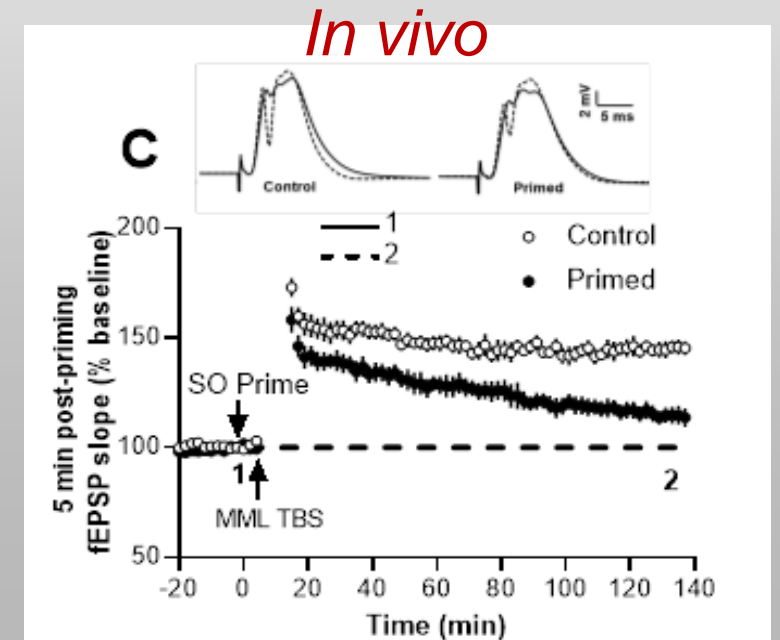 In vivo
C
2 mV
5 ms
Control
Primed
1
2
Control
Primed
5 min post-priming
fEPSP slope (% baseline)
200
150
100
50
SO Prime
1
MML TBS
2
-20 0 20 40 60 80 100 120 140
Time (min)